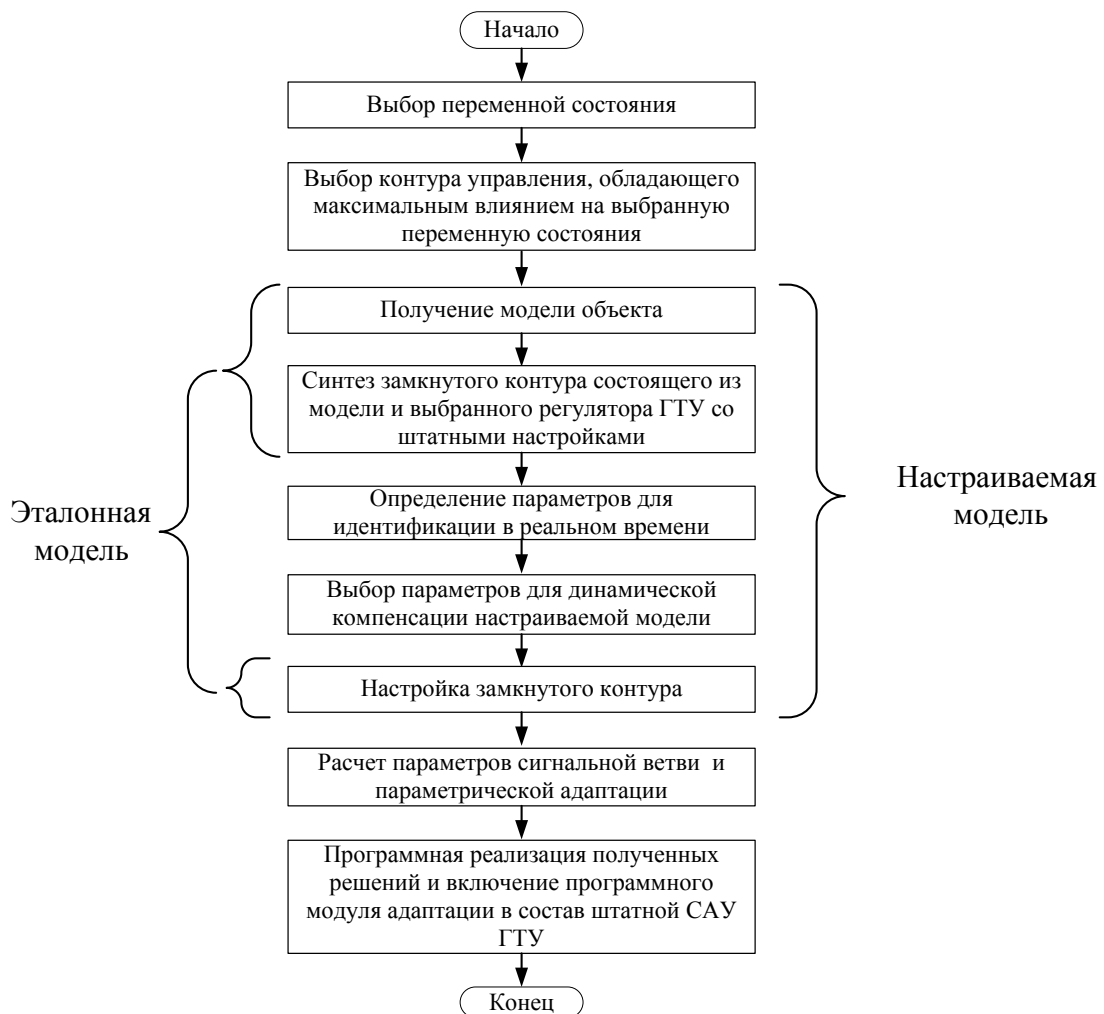 Начало
Выбор переменной состояния
Выбор контура управления, обладающего
максимальным влиянием на выбранную
переменную состояния
Получение модели объекта
Синтез замкнутого контура состоящего из
модели и выбранного регулятора ГТУ со
штатными настройками
Определение параметров для
идентификации в реальном времени
Выбор параметров для динамической
компенсации настраиваемой модели
Настройка замкнутого контура
Эталонная
модель
Настраиваемая
модель
Расчет параметров сигнальной ветви и
параметрической адаптации
Программная реализация полученных
решений и включение программного
модуля адаптации в состав штатной САУ
ГТУ
Конец